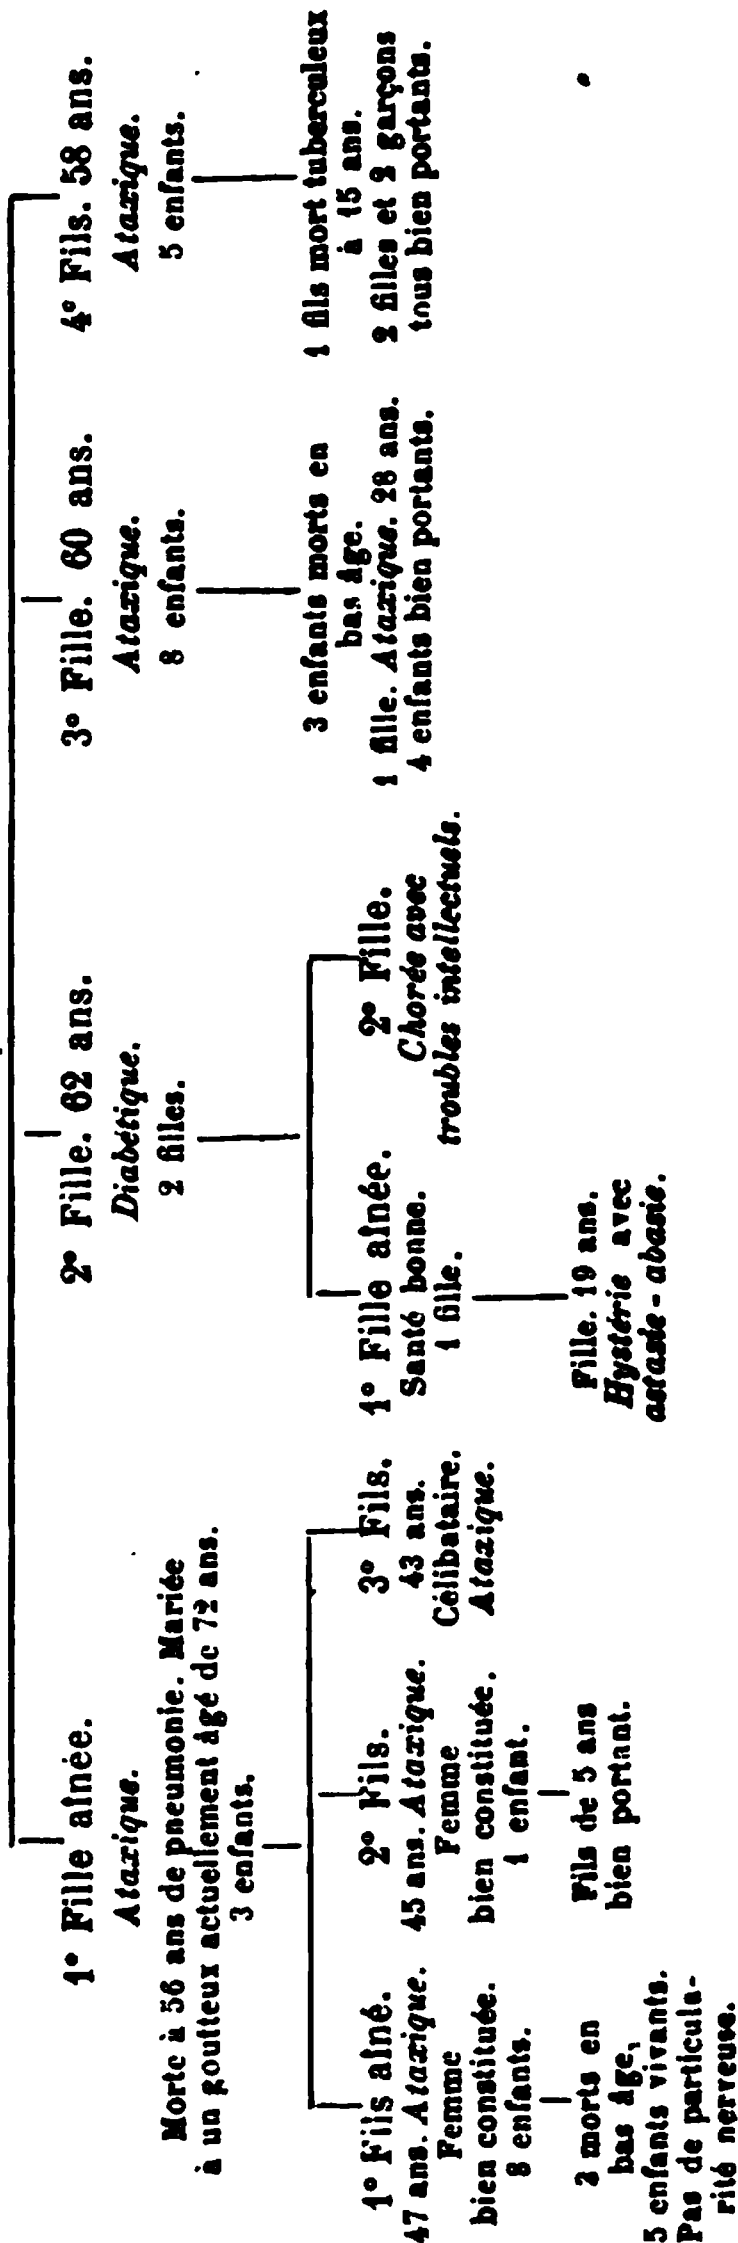 1° Fille aînée.
Ataxique.
Morte à 56 ans de pneumonie. Mariée
à un goutteux actuellement âgé de 72 ans.
3 enfants.
1° Fils aîné.
47 ans. Ataxique.
Femme
bien constituée.
8 enfants.
3 morts en
bas âge,
5 enfants vivants.
Pas de particula-
rité nerveuse.
2° Fils.
45 ans. Ataxique.
Femme
bien constituée.
1 enfant.
Fils de 5 ans
bien portant.
3° Fils.
43 ans.
Célibataire.
Ataxique.
2° Fille. 62 ans.
Diabétique.
2 filles.
1° Fille aînée.
Santé bonne.
1 fille.
Fille. 19 ans.
Hystérie avec
astasie-abasie.
2° Fille.
Chorée avec
troubles intellectuels.
3° Fille. 60 ans.
Ataxique.
8 enfants.
3 enfants morts en
bas âge.
1 fille. Ataxique. 28 ans.
4 enfants bien portants.
4° Fils. 58 ans.
Ataxique.
5 enfants.
1 fils mort tuberculeux
à 15 ans.
2 filles et 2 garçons
tous bien portants.